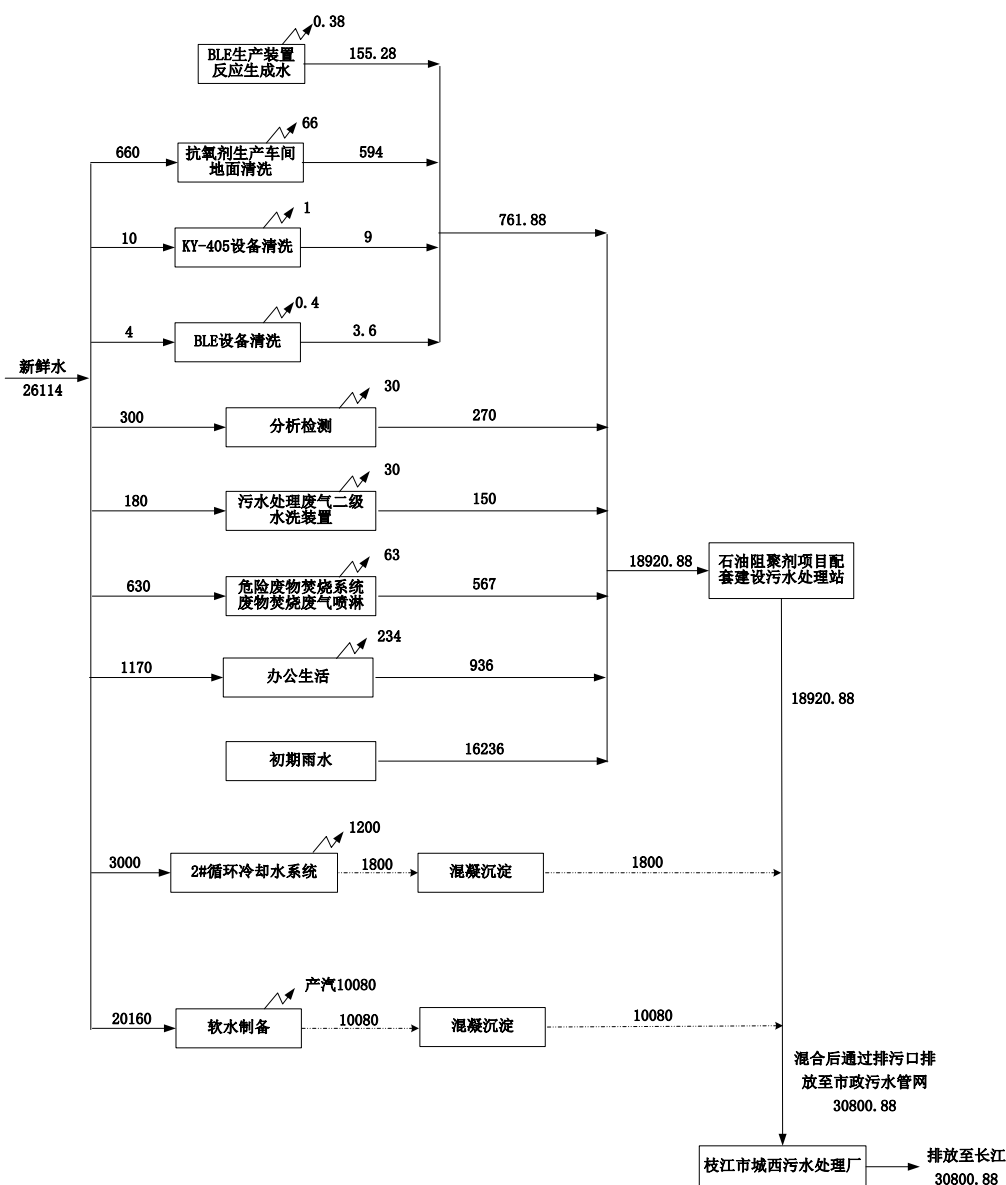 0.38
BLE生产装置
反应生成水
155.28
66
660
抗氧剂生产车间
地面清洗
594
1
10
KY-405设备清洗
9
761.88
0.4
4
BLE设备清洗
3.6
新鲜水
26114
30
300
分析检测
270
30
180
污水处理废气二级
水洗装置
150
63
630
危险废物焚烧系统
废物焚烧废气喷淋
567
18920.88
石油阻聚剂项目配
套建设污水处理站
234
1170
办公生活
936
18920.88
初期雨水
16236
1200
3000
2#循环冷却水系统
1800
混凝沉淀
1800
产汽10080
20160
软水制备
10080
混凝沉淀
10080
混合后通过排污口排
放至市政污水管网
30800.88
枝江市城西污水处理厂
排放至长江
30800.88